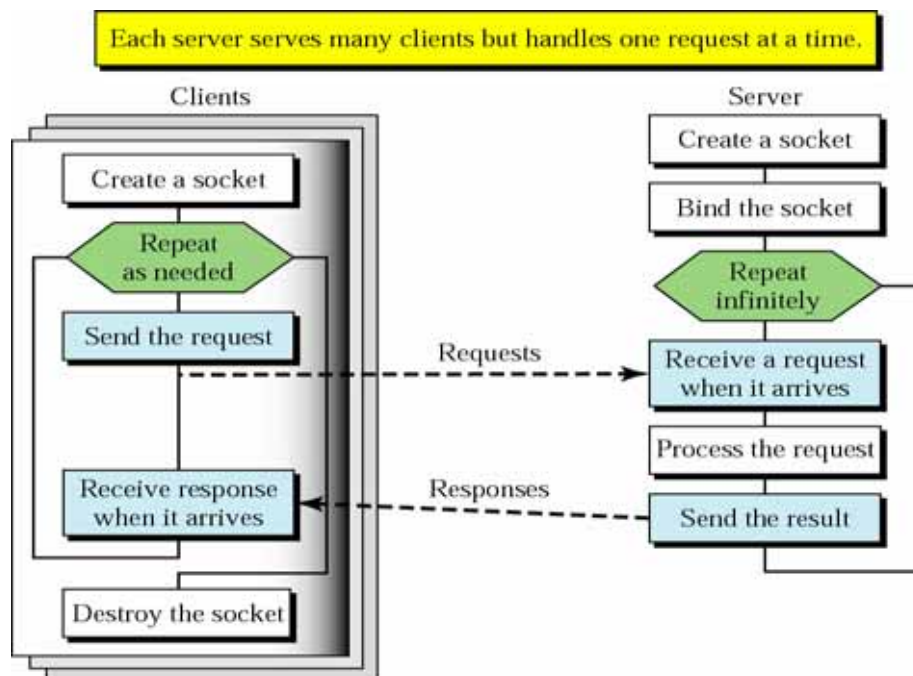 Each server serves many clients but handles one request at a time.
Clients
Create a socket
Repeat
as needed
Send the request
Requests
Receive response
when it arrives
Responses
Destroy the socket
Server
Create a socket
Bind the socket
Repeat
infinitely
Receive a request
when it arrives
Process the request
Send the result